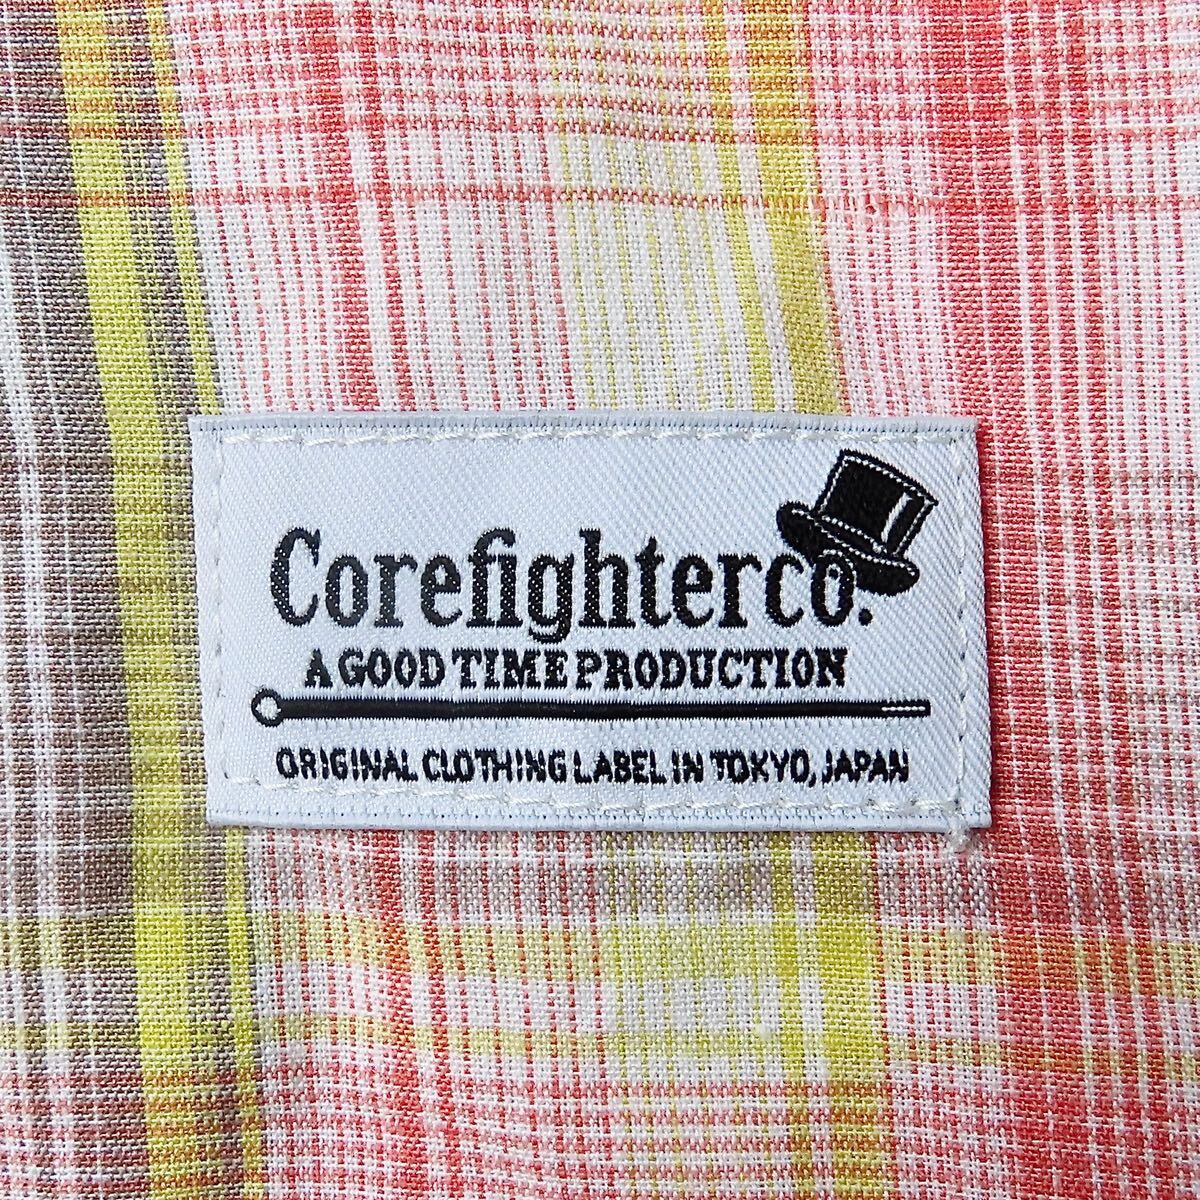 Corefighterco.
A GOOD TIME PRODUCTION
ORIGINAL CLOTHING LABEL IN TOKYO, JAPAN